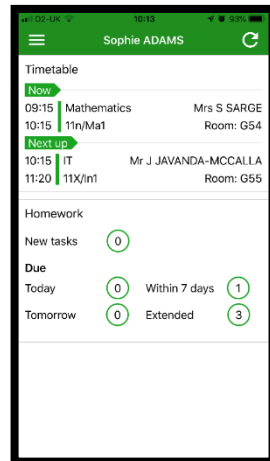 O2-UK 10:13 93%
Sophie ADAMS
Timetable
Now
09:15 Mathematics Mrs S SARGE
10:15 11n/Ma1 Room: G54
Next up
10:15 IT Mr J JAVANDA-MCCALLA
11:20 11X/In1 Room: G55
Homework
New tasks 0
Due
Today 0 Within 7 days 1
Tomorrow 0 Extended 3